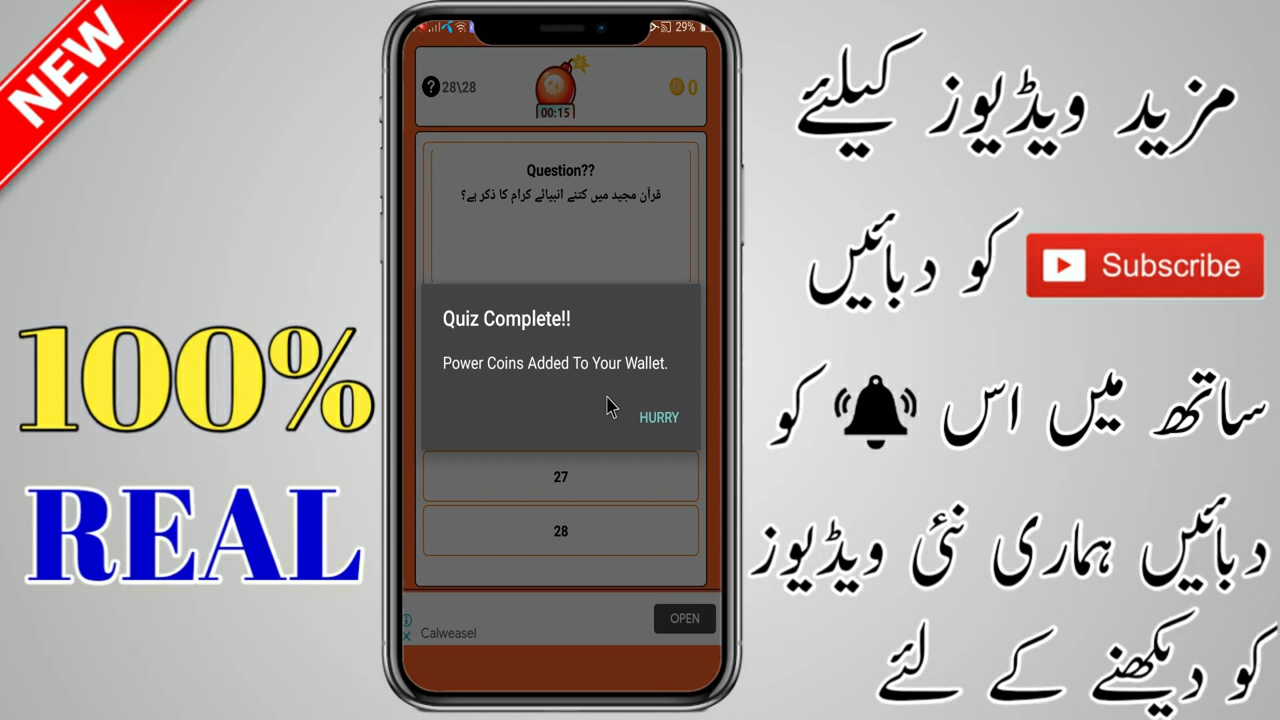 NEW
100%
REAL
29%
28\28
00:15
0
Question??
قرآن مجید میں کتنے انبیائے کرام کا ذکر ہے؟
Quiz Complete!!
Power Coins Added To Your Wallet.
HURRY
27
28
Calweasel
OPEN
مزید ویڈیوز کیلئے
Subscribe کو دبائیں
ساتھ میں اس کو
دبائیں ہماری نئی ویڈیوز
کو دیکھنے کے لئے